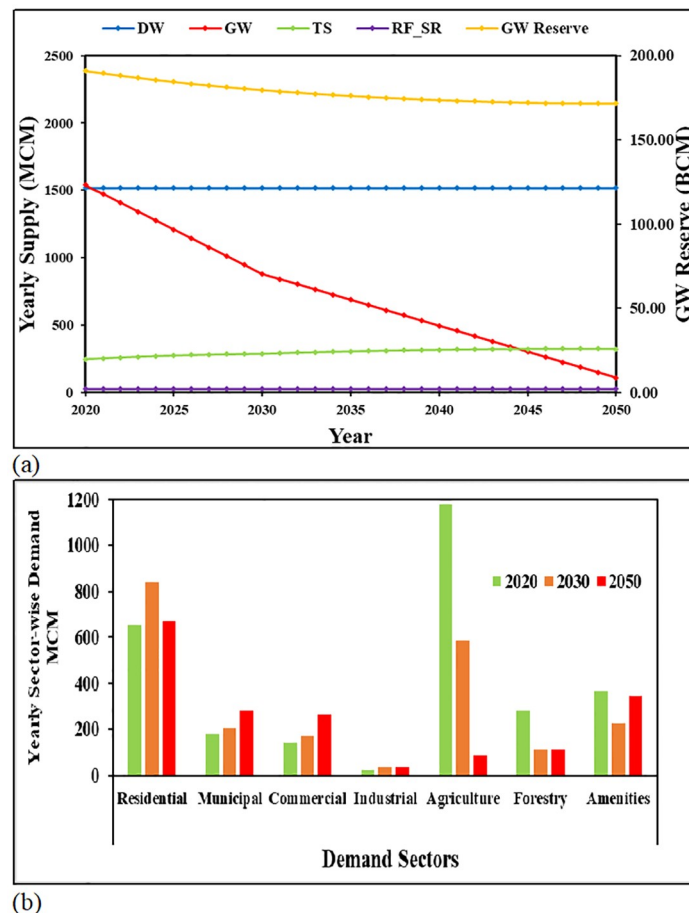 DW GW TS RF_SR GW Reserve
2500
2000
1500
1000
500
0
Yearly Supply (MCM)
200.00
150.00
100.00
50.00
0.00
GW Reserve (BCM)
2020 2025 2030 2035 2040 2045 2050
Year
(a)
1200
1000
800
600
400
200
0
Yearly Sector-wise Demand
MCM
2020 2030 2050
Residential Municipal Commercial Industrial Agriculture Forestry Amenities
Demand Sectors
(b)